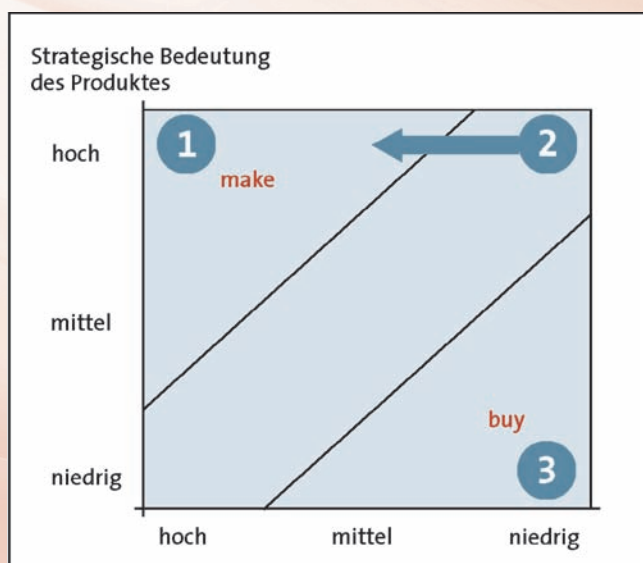 Strategische Bedeutung
des Produktes
hoch
1
2
make
mittel
buy
niedrig
3
hoch mittel niedrig